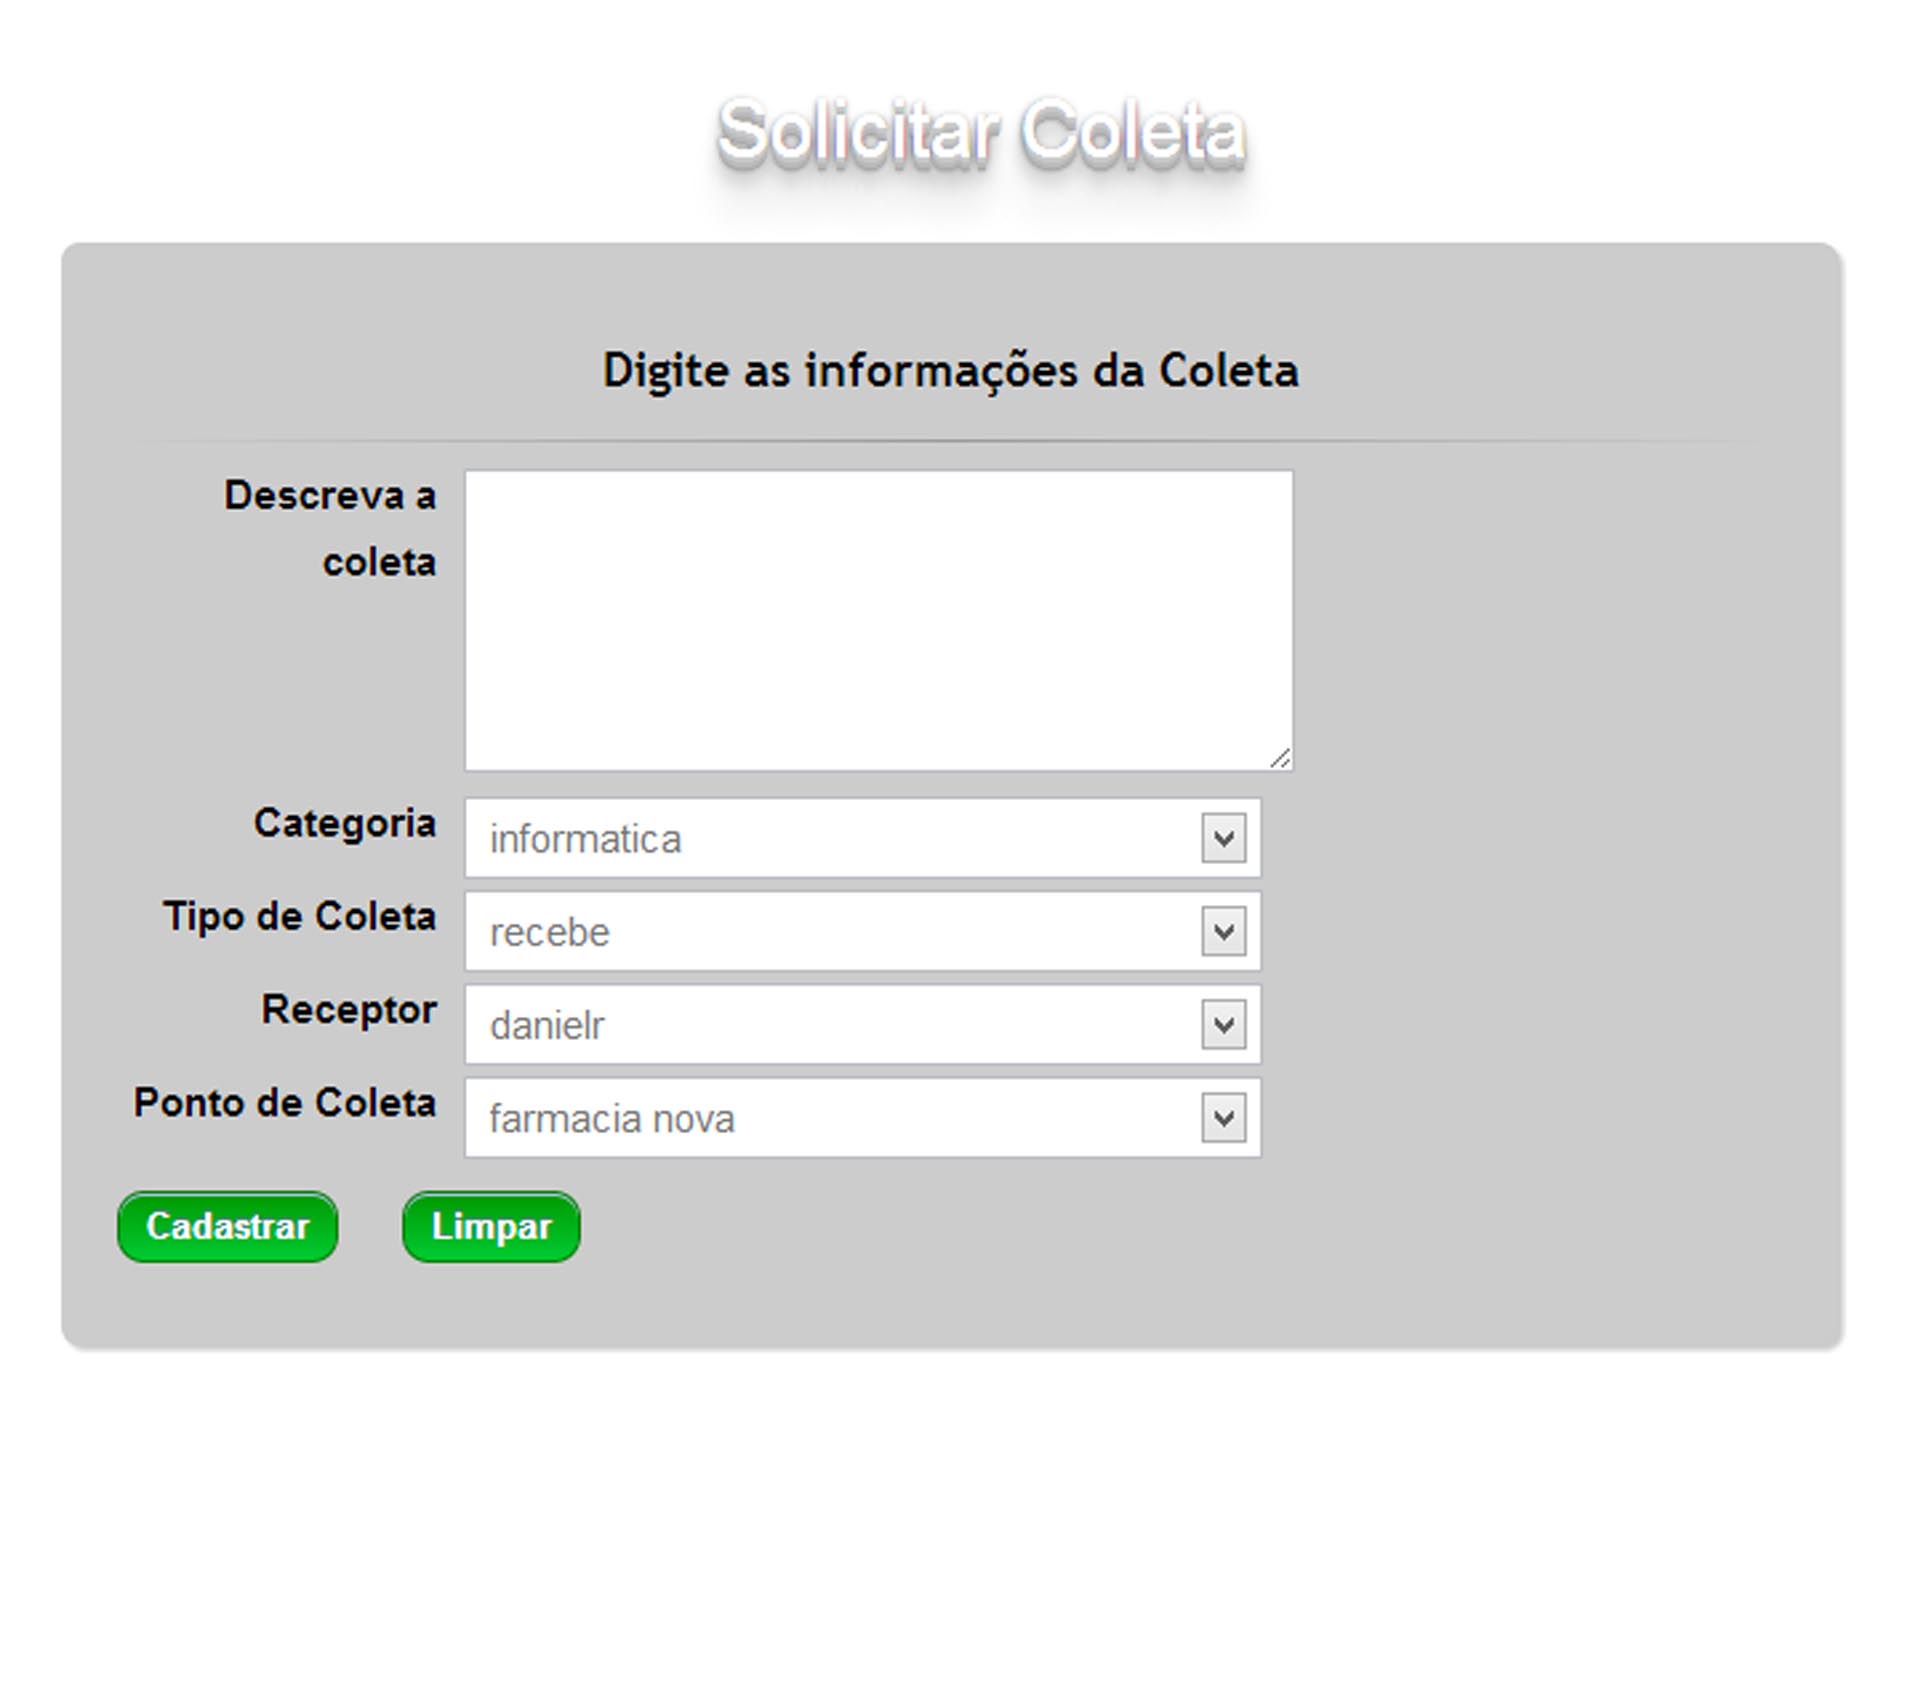 Solicitar Coleta
Digite as informações da Coleta
Descreva a
coleta
Categoria informatica
Tipo de Coleta recebe
Receptor danielr
Ponto de Coleta farmacia nova
Cadastrar Limpar